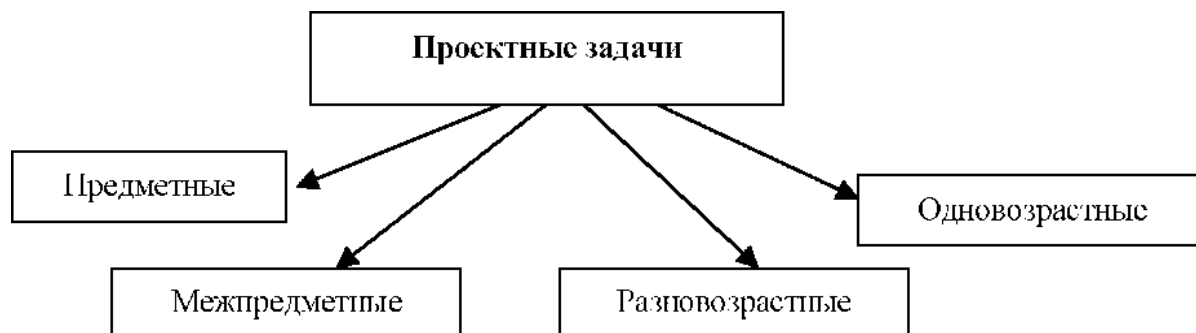 Проектные задачи
Предметные
Одновозрастные
Межпредметные
Разновозрастные